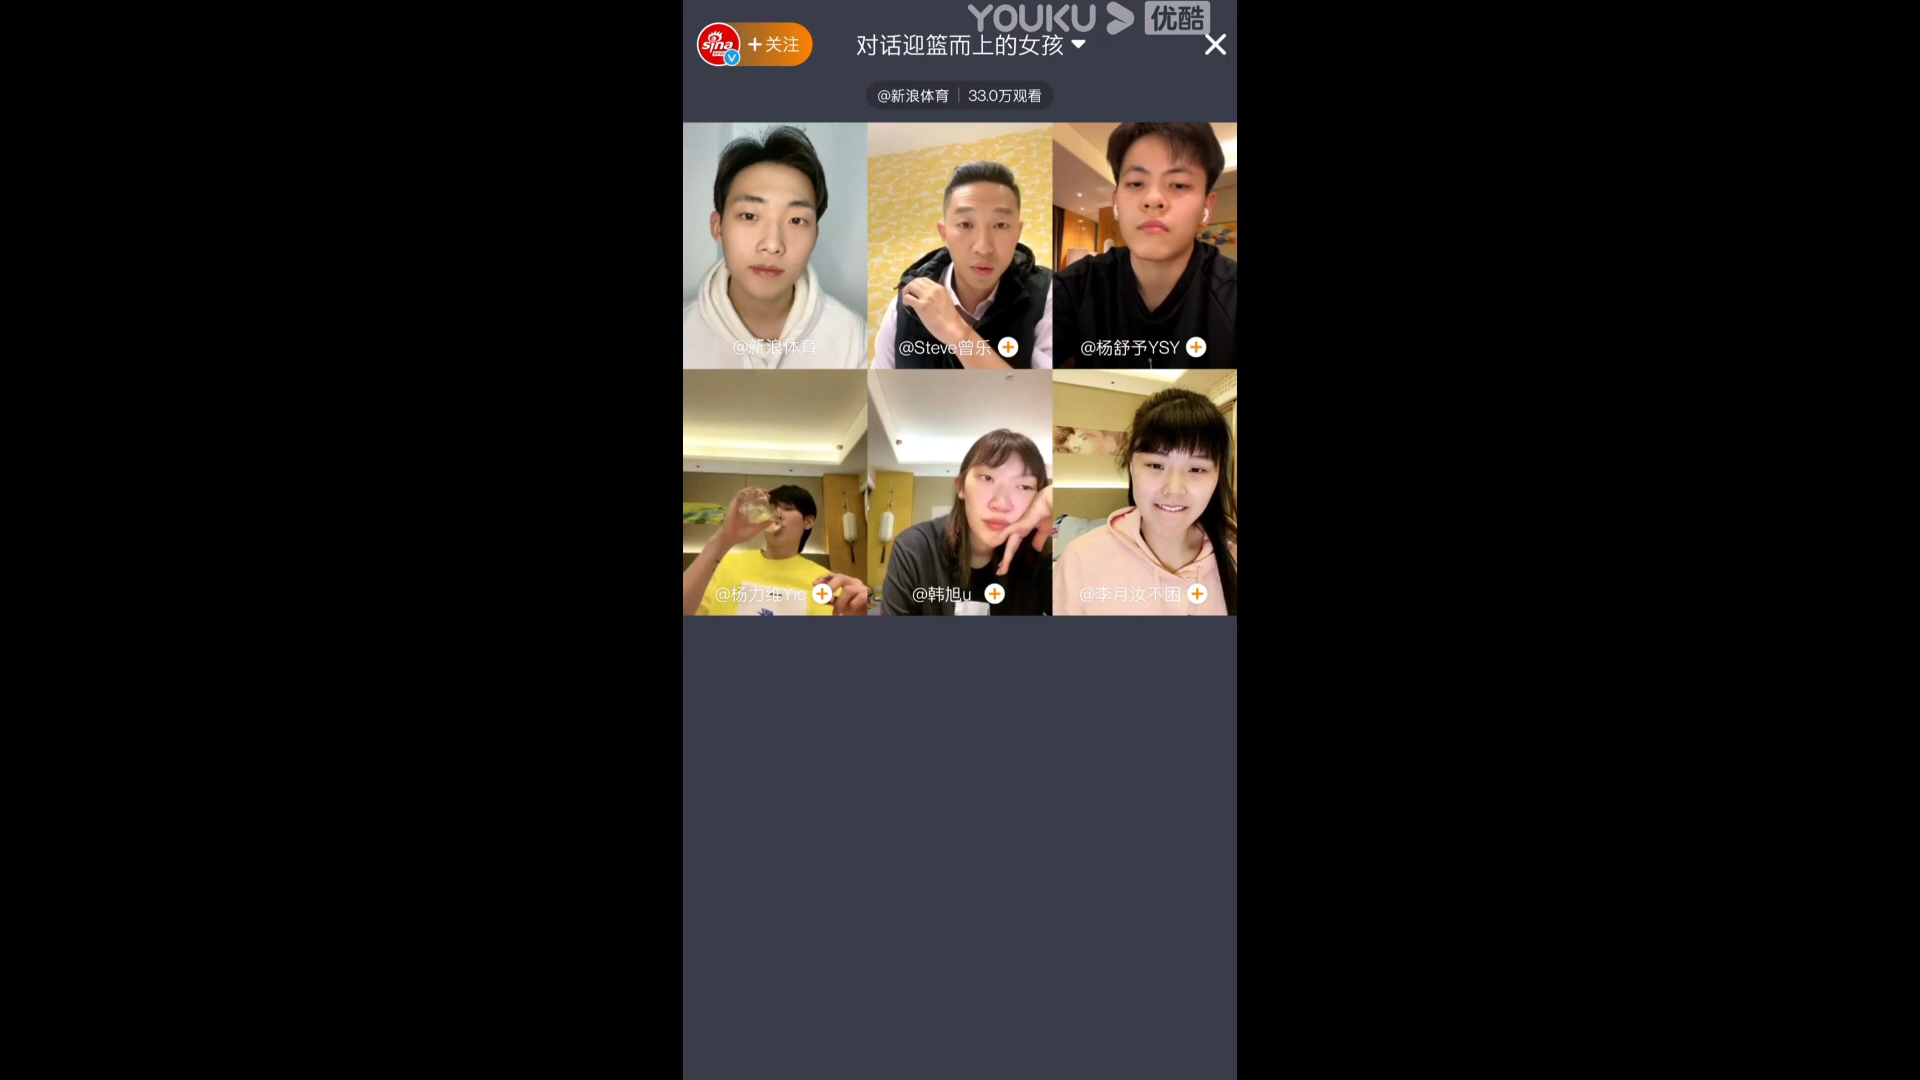 YOUKU 优酷
sina
+关注
对话迎篮而上的女孩
@新浪体育 33.0万观看
@新浪体育
@Steve曾乐
@杨舒予YSY
@杨力维Yic
@韩旭u
@李月汝不困